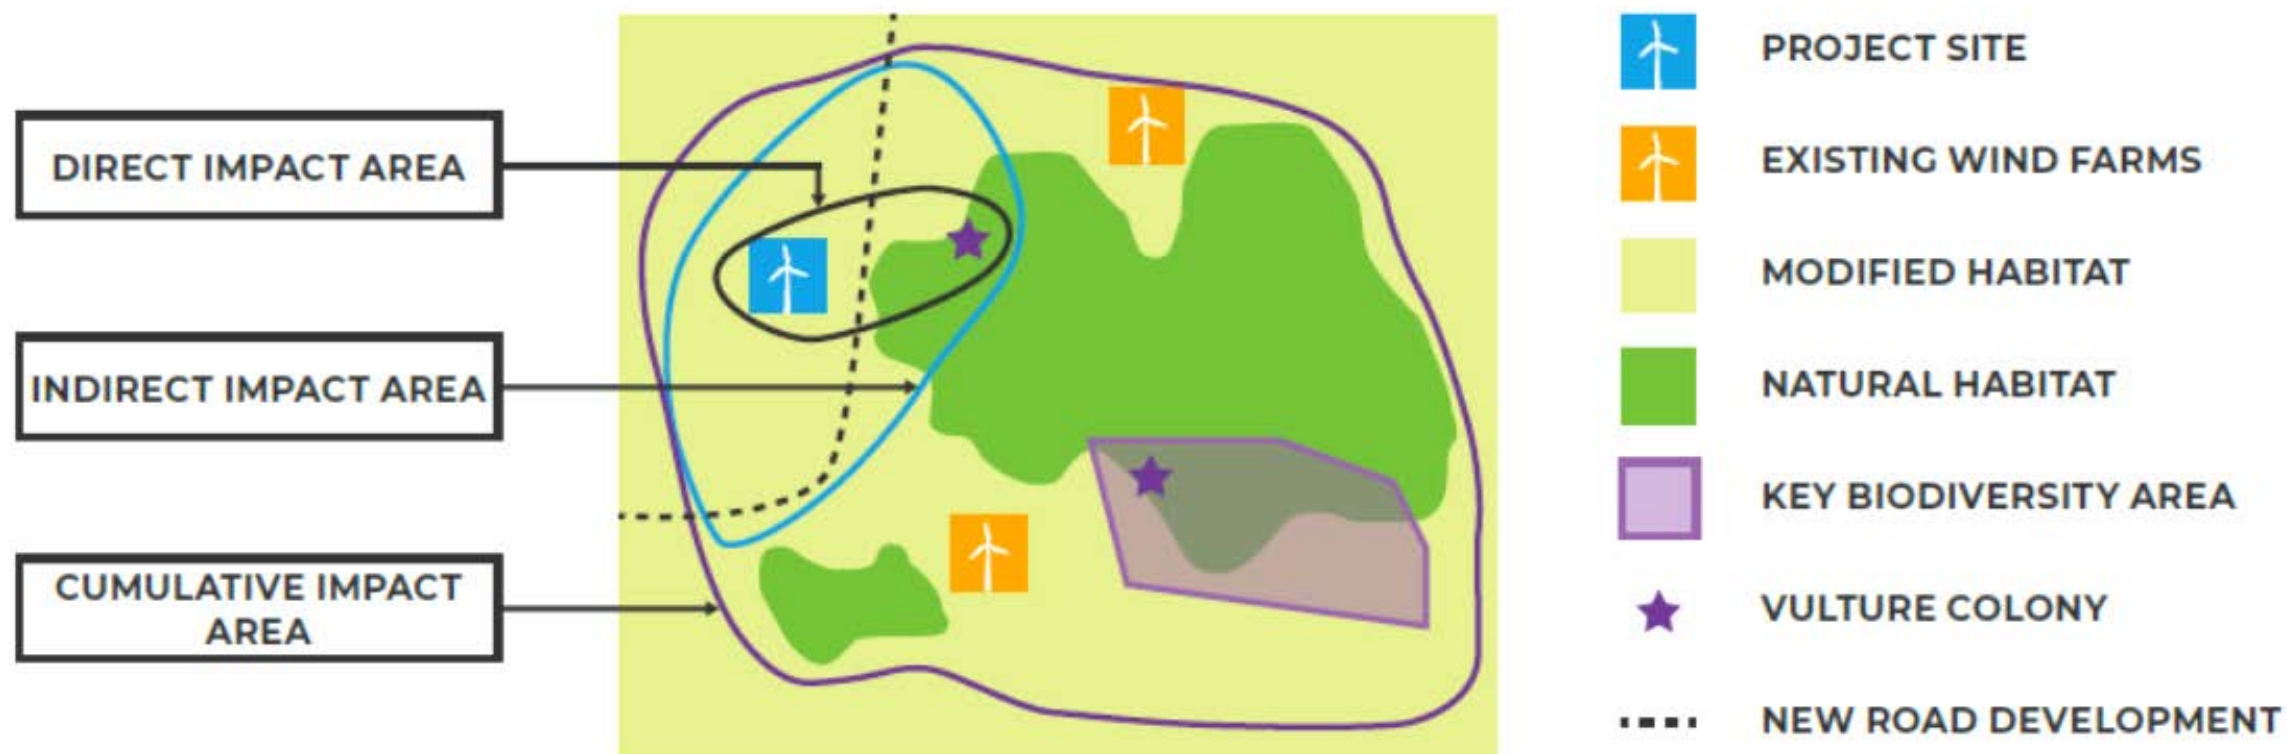 DIRECT IMPACT AREA
INDIRECT IMPACT AREA
CUMULATIVE IMPACT
AREA
PROJECT SITE
EXISTING WIND FARMS
MODIFIED HABITAT
NATURAL HABITAT
KEY BIODIVERSITY AREA
VULTURE COLONY
NEW ROAD DEVELOPMENT